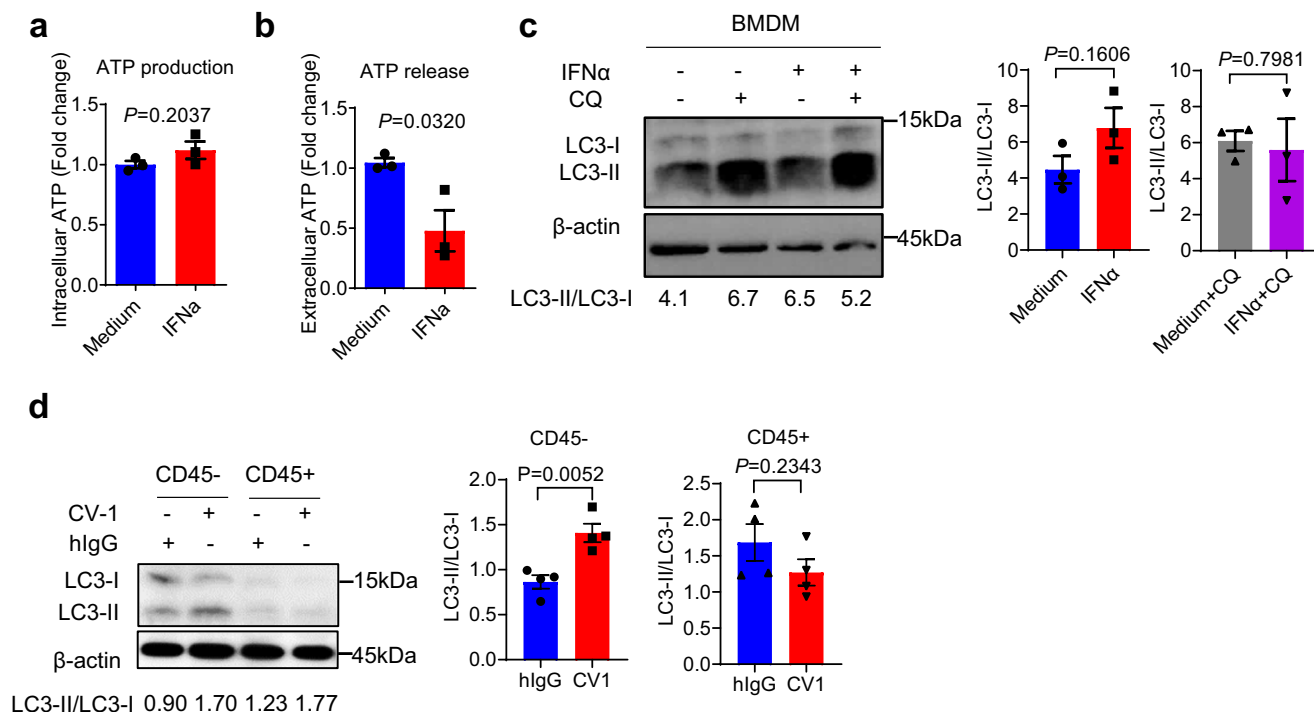 a
ATP production
Intracelluar ATP (Fold change)
P=0.2037
1.5
1.0
0.5
0.0
Medium
IFNa
b
ATP release
Extracelluar ATP (Fold change)
P=0.0320
1.5
1.0
0.5
0.0
Medium
IFNa
c
BMDM
IFNα - - + +
CQ - + - +
15kDa
LC3-I
LC3-II
β-actin
45kDa
LC3-II/LC3-I 4.1 6.7 6.5 5.2
P=0.1606
LC3-II/LC3-I
10
8
6
4
2
0
Medium
IFNα
P=0.7981
LC3-II/LC3-I
10
8
6
4
2
0
Medium+CQ
IFNα+CQ
d
CD45- CD45+
CV-1 - + - +
hIgG + - + -
LC3-I
15kDa
LC3-II
β-actin
45kDa
LC3-II/LC3-I 0.90 1.70 1.23 1.77
CD45-
P=0.0052
LC3-II/LC3-I
2.0
1.5
1.0
0.5
0.0
hIgG
CV1
CD45+
P=0.2343
LC3-II/LC3-I
2.5
2.0
1.5
1.0
0.5
0.0
hIgG
CV1